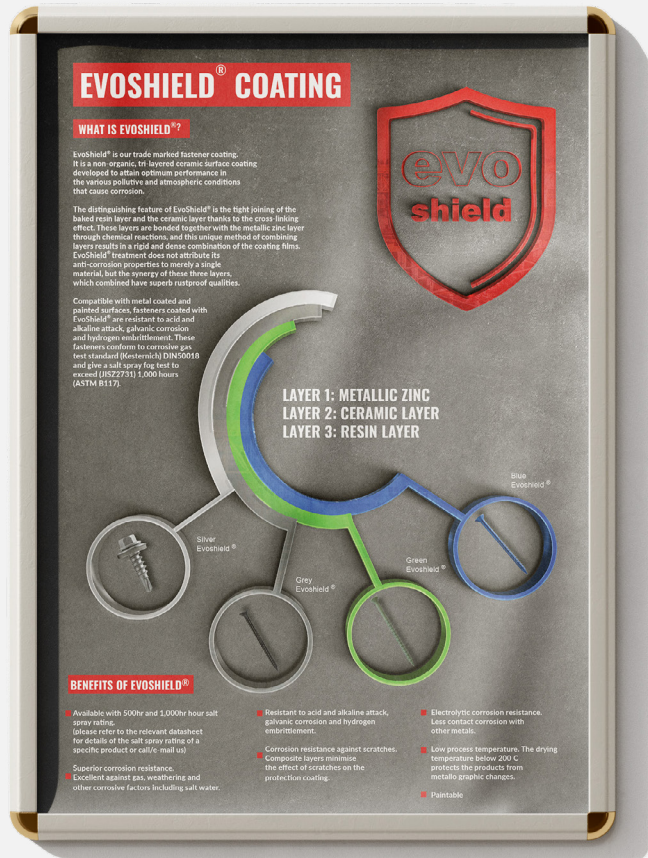 EVOSHIELD® COATING
WHAT IS EVOSHIELD®?
EvoShield® is our trade marked fastener coating.
It is a non-organic, tri-layered ceramic surface coating
developed to attain optimum performance in
the various pollutive and atmospheric conditions
that cause corrosion.
The distinguishing feature of EvoShield® is the tight joining of the
baked resin layer and the ceramic layer thanks to the cross-linking
effect. These layers are bonded together with the metallic zinc layer
through chemical reactions, and this unique method of combining
layers results in a rigid and dense combination of the coating films.
EvoShield® treatment does not attribute its
anti-corrosion properties to merely a single
material, but the synergy of these three layers,
which combined have superb rustproof qualities.
Compatible with metal coated and
painted surfaces, fasteners coated with
EvoShield® are resistant to acid and
alkaline attack, galvanic corrosion
and hydrogen embrittlement. These
fasteners conform to corrosive gas
test standard (Kesternich) DIN50018
and give a salt spray fog test to
exceed (JISZ2731) 1,000 hours
(ASTM B117).
evo
shield
LAYER 1: METALLIC ZINC
LAYER 2: CERAMIC LAYER
LAYER 3: RESIN LAYER
Silver
Evoshield ®
Grey
Evoshield ®
Green
Evoshield ®
Blue
Evoshield ®
BENEFITS OF EVOSHIELD®
Available with 500hr and 1,000hr hour salt
spray rating.
(please refer to the relevant datasheet
for details of the salt spray rating of a
specific product or call/e-mail us)
Superior corrosion resistance.
Excellent against gas, weathering and
other corrosive factors including salt water.
Resistant to acid and alkaline attack,
galvanic corrosion and hydrogen
embrittlement.
Corrosion resistance against scratches.
Composite layers minimise
the effect of scratches on the
protection coating.
Electrolytic corrosion resistance.
Less contact corrosion with
other metals.
Low process temperature. The drying
temperature below 200 C
protects the products from
metallo graphic changes.
Paintable